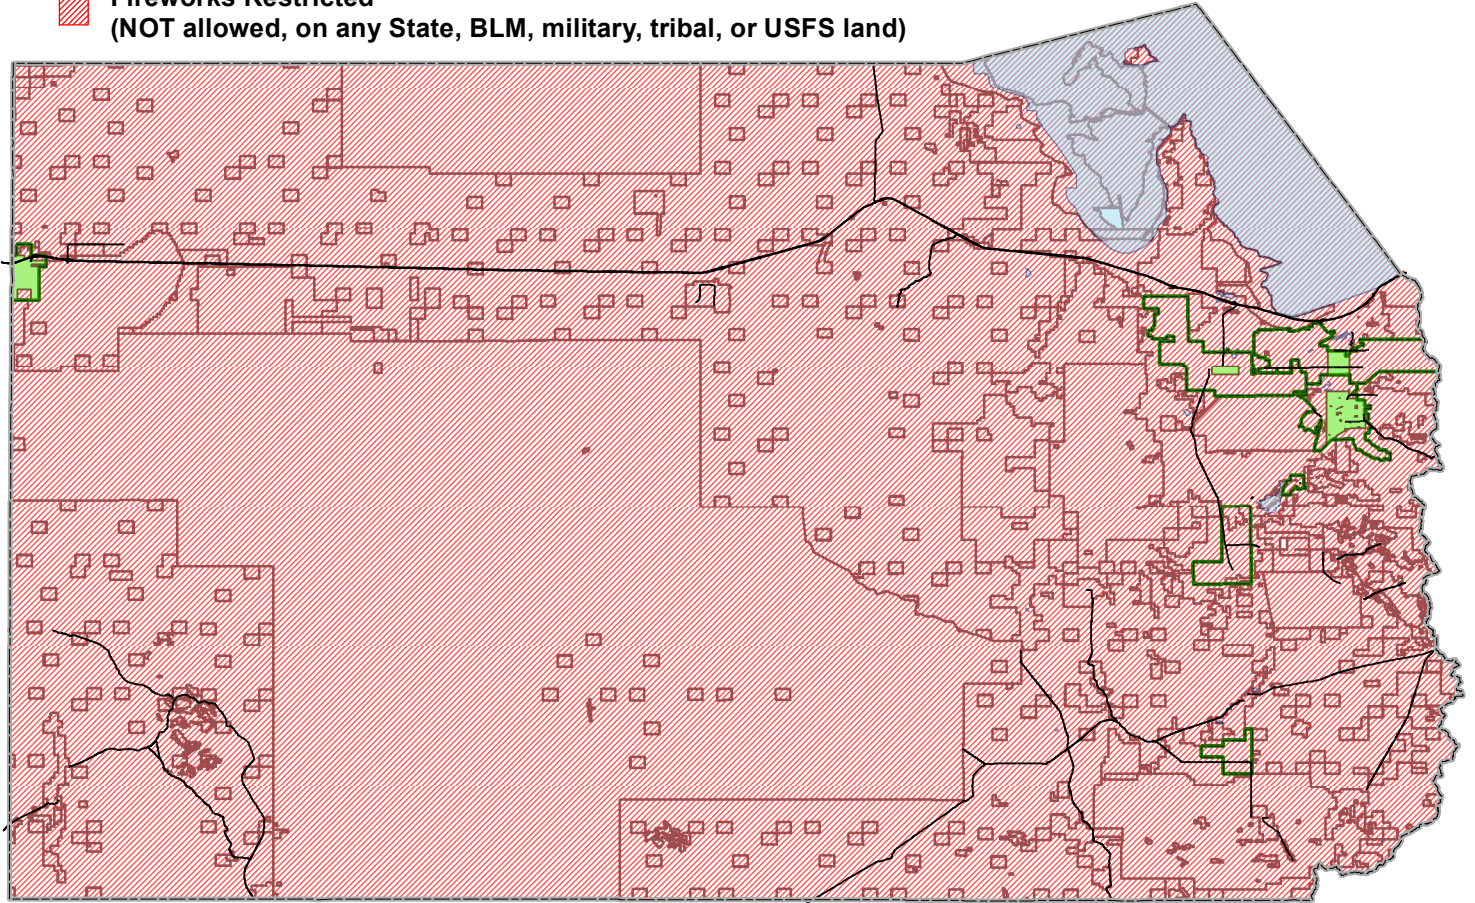 Fireworks Restricted
(NOT allowed, on any State, BLM, military, tribal, or USFS land)